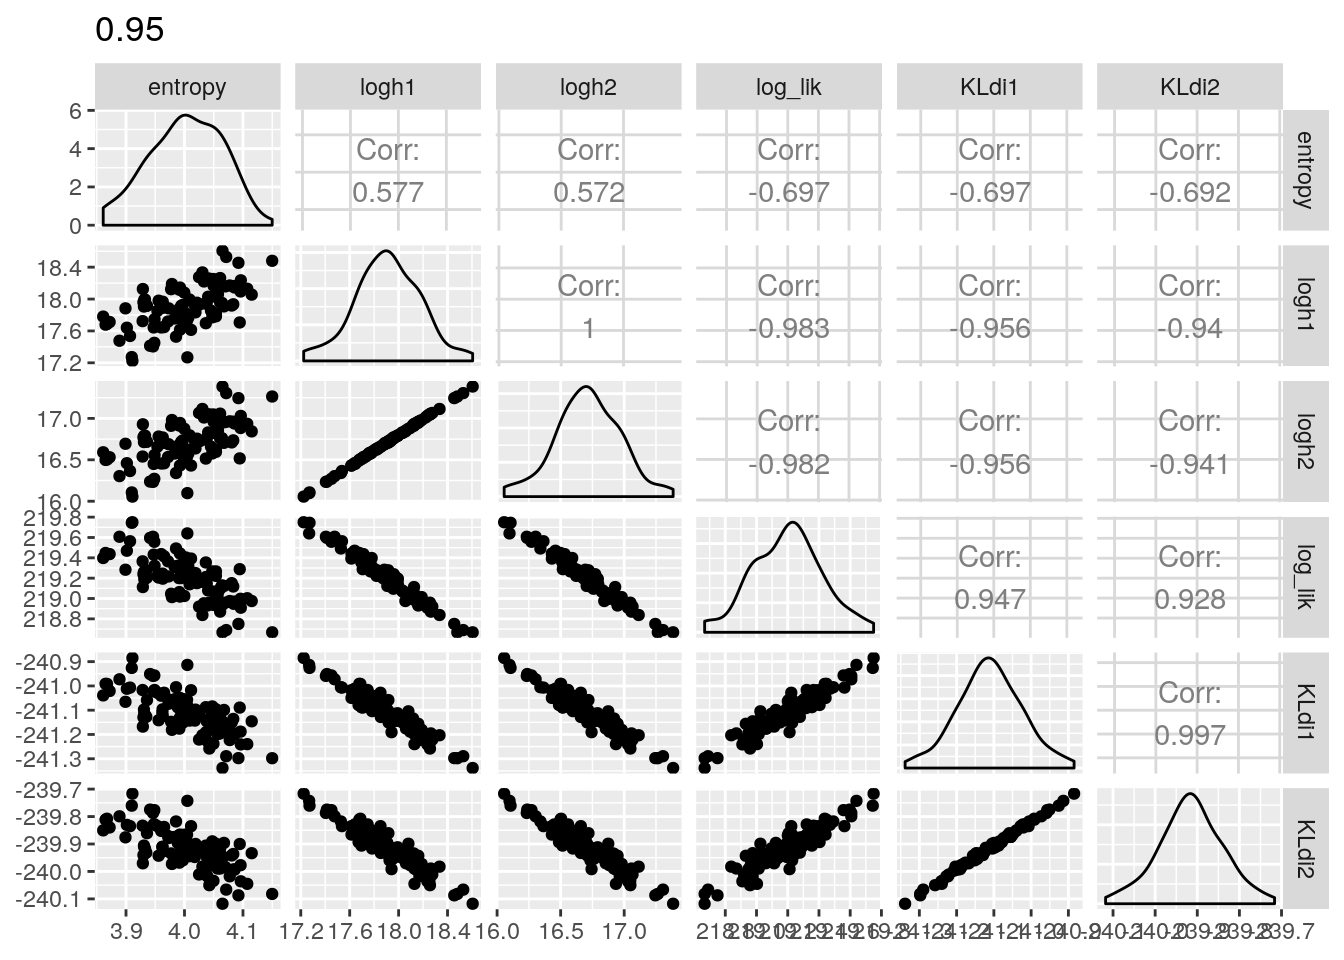 0.95
entropy logh1 logh2 log_lik KLdi1 KLdi2
6
4
2
0
Corr: Corr: Corr: Corr: Corr:
0.577 0.572 -0.697 -0.697 -0.692
entropy
18.4
18.0
17.6
17.2
Corr: Corr: Corr: Corr:
1 -0.983 -0.956 -0.94
logh1
17.0
16.5
16.0
Corr: Corr: Corr:
-0.982 -0.956 -0.941
logh2
219.8
219.6
219.4
219.2
219.0
218.8
Corr: Corr:
0.947 0.928
log_lik
-240.9
-241.0
-241.1
-241.2
-241.3
Corr:
0.997
KLdi1
-239.7
-239.8
-239.9
-240.0
-240.1
KLdi2
3.9 4.0 4.1 17.2 17.6 18.0 18.4 16.0 16.5 17.0